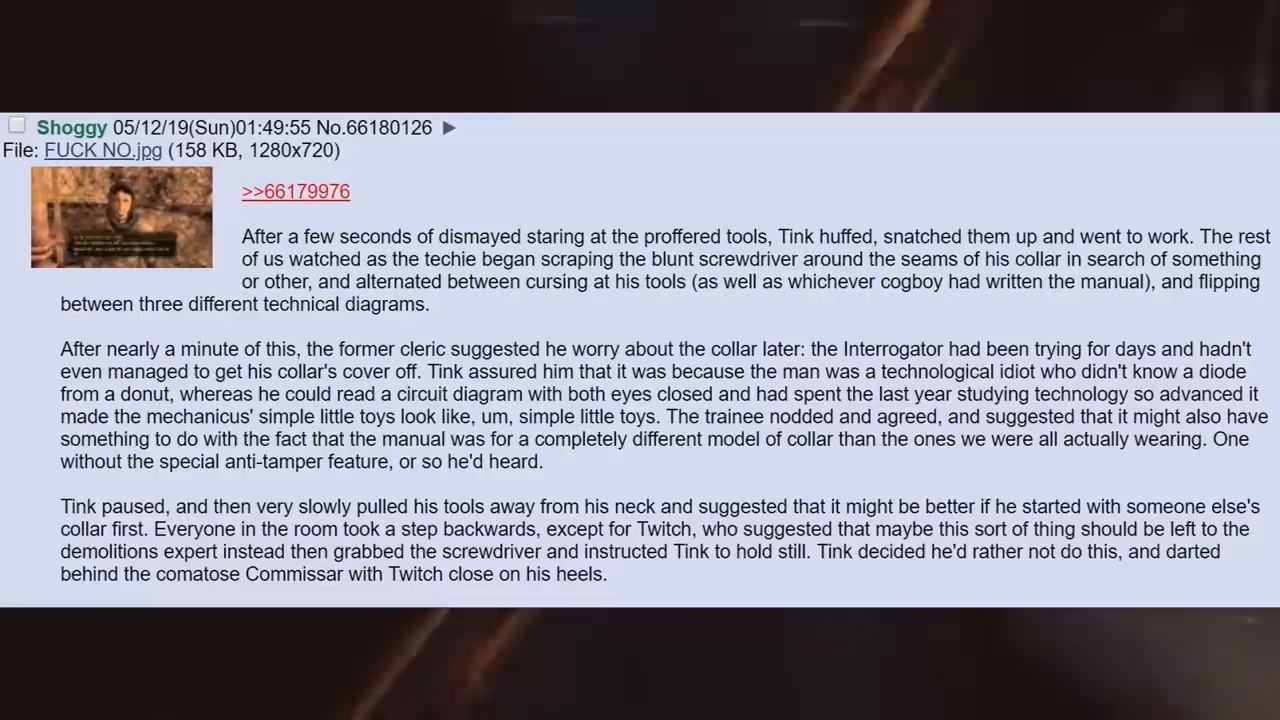 Shoggy 05/12/19(Sun)01:49:55 No.66180126 ▶
File: FUCK NO.jpg (158 KB, 1280x720)
>>66179976
After a few seconds of dismayed staring at the proffered tools, Tink huffed, snatched them up and went to work. The rest
of us watched as the techie began scraping the blunt screwdriver around the seams of his collar in search of something
or other, and alternated between cursing at his tools (as well as whichever cogboy had written the manual), and flipping
between three different technical diagrams.
After nearly a minute of this, the former cleric suggested he worry about the collar later: the Interrogator had been trying for days and hadn't
even managed to get his collar's cover off. Tink assured him that it was because the man was a technological idiot who didn't know a diode
from a donut, whereas he could read a circuit diagram with both eyes closed and had spent the last year studying technology so advanced it
made the mechanicus' simple little toys look like, um, simple little toys. The trainee nodded and agreed, and suggested that it might also have
something to do with the fact that the manual was for a completely different model of collar than the ones we were all actually wearing. One
without the special anti-tamper feature, or so he'd heard.
Tink paused, and then very slowly pulled his tools away from his neck and suggested that it might be better if he started with someone else's
collar first. Everyone in the room took a step backwards, except for Twitch, who suggested that maybe this sort of thing should be left to the
demolitions expert instead then grabbed the screwdriver and instructed Tink to hold still. Tink decided he'd rather not do this, and darted
behind the comatose Commissar with Twitch close on his heels.